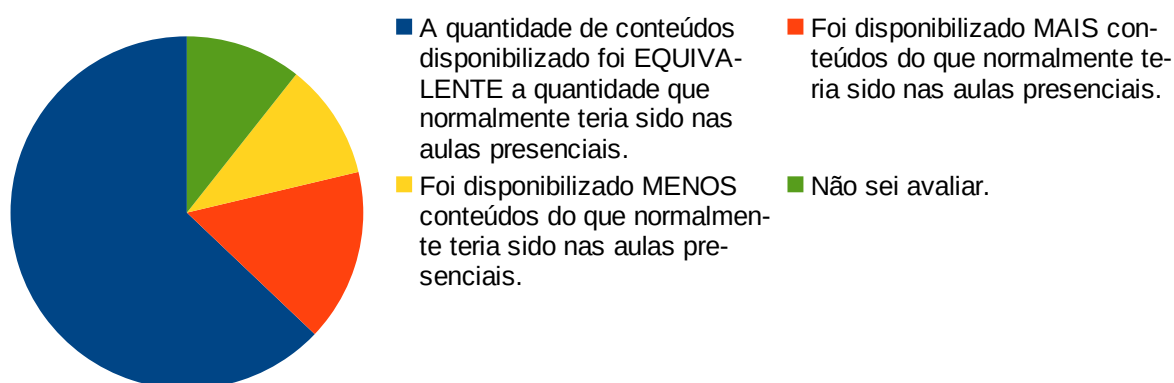 A quantidade de conteúdos
disponibilizado foi EQUIVA-
LENTE a quantidade que
normalmente teria sido nas
aulas presenciais.
Foi disponibilizado MAIS con-
teúdos do que normalmente te-
ria sido nas aulas presenciais.
Foi disponibilizado MENOS
conteúdos do que normalmen-
te teria sido nas aulas pre-
senciais.
Não sei avaliar.